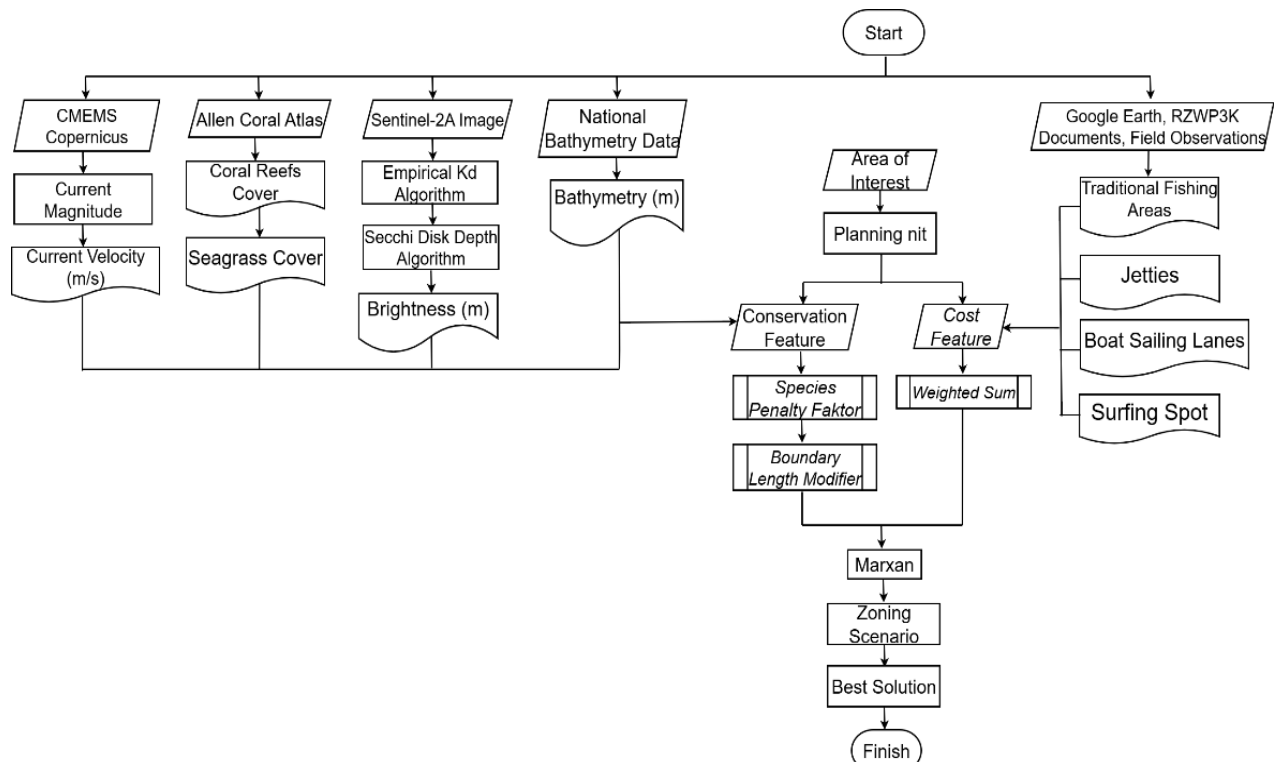 Start
CMEMS
Copernicus
Current
Magnitude
Current Velocity
(m/s)
Allen Coral Atlas
Coral Reefs
Cover
Seagrass Cover
Sentinel-2A Image
Empirical Kd
Algorithm
Secchi Disk Depth
Algorithm
Brightness (m)
National
Bathymetry Data
Bathymetry (m)
Area of
Interest
Planning nit
Conservation
Feature
Species
Penalty Faktor
Boundary
Length Modifier
Cost
Feature
Weighted Sum
Google Earth, RZWP3K
Documents, Field Observations
Traditional Fishing
Areas
Jetties
Boat Sailing Lanes
Surfing Spot
Marxan
Zoning
Scenario
Best Solution
Finish